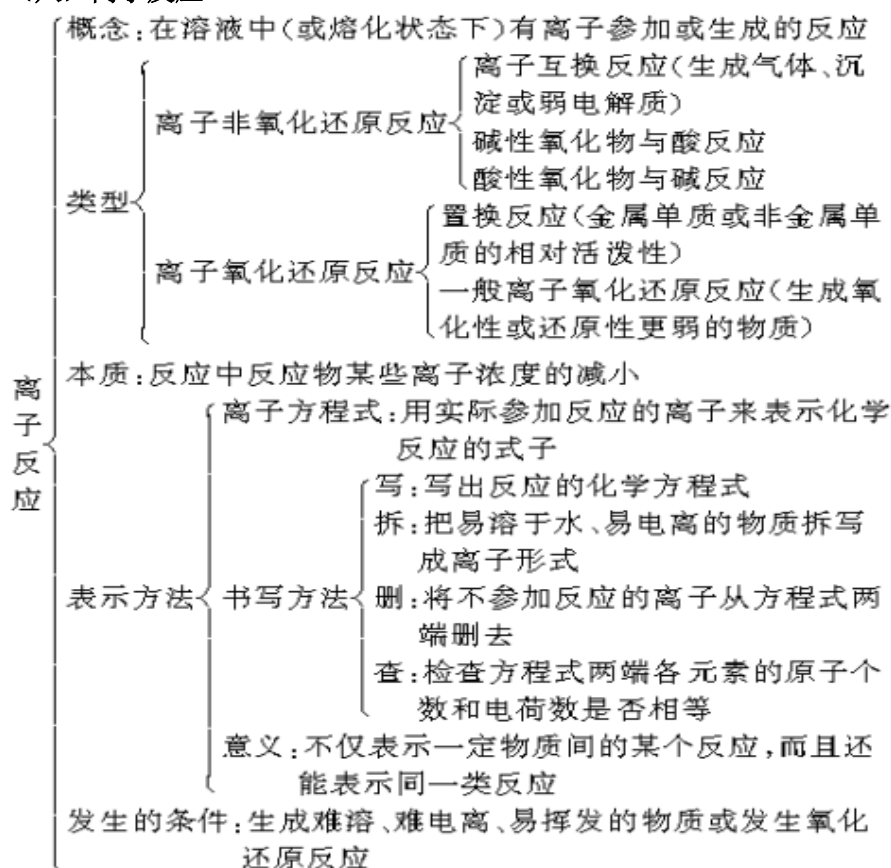 概念:在溶液中(或熔化状态下)有离子参加或生成的反应
离子互换反应(生成气体、沉
淀或弱电解质)
离子非氧化还原反应
碱性氧化物与酸反应
酸性氧化物与碱反应
类型
置换反应(金属单质或非金属单
质的相对活泼性)
离子氧化还原反应
一般离子氧化还原反应(生成氧
化性或还原性更弱的物质)
本质:反应中反应物某些离子浓度的减小
离子反应
离子方程式:用实际参加反应的离子来表示化学
反应的式子
写:写出反应的化学方程式
拆:把易溶于水、易电离的物质拆写
成离子形式
表示方法
书写方法
删:将不参加反应的离子从方程式两
端删去
查:检查方程式两端各元素的原子个
数和电荷数是否相等
意义:不仅表示一定物质间的某个反应,而且还
能表示同一类反应
发生的条件:生成难溶、难电离、易挥发的物质或发生氧化
还原反应